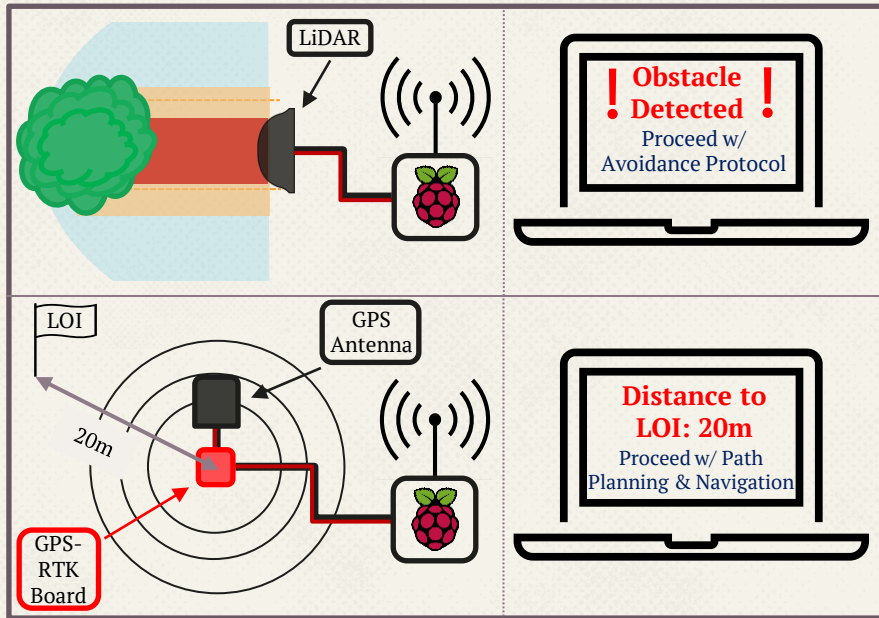 LiDAR
! Obstacle !
Detected
Proceed w/
Avoidance Protocol
LOI
GPS
Antenna
20m
GPS-
RTK
Board
Distance to
LOI: 20m
Proceed w/ Path
Planning & Navigation